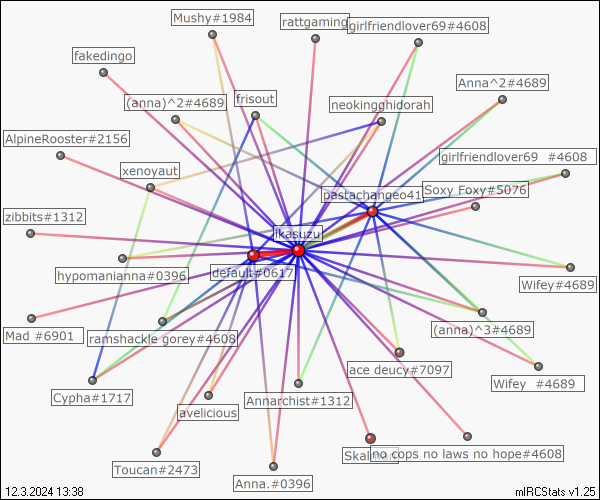 Mushy#1984
rattgaming
girlfriendlover69#4608
fakedingo
Anna^2#4689
(anna)^2#4689
frisout
neokingghidorah
AlpineRooster#2156
girlfriendlover69 #4608
xenoyaut
pastachangeo41
Soxy Foxy#5076
zibbits#1312
ikasuzu
hypomanianna#0396
default#0617
Wifey#4689
Mad #6901
ramshackle gorey#4608
(anna)^3#4689
ace deucy#7097
Wifey #4689
Cypha#1717
avelicious
Annarchist#1312
no cops no laws no hope#4608
Toucan#2473
Anna.#0396
12.3.2024 13:38
mIRCStats v1.25